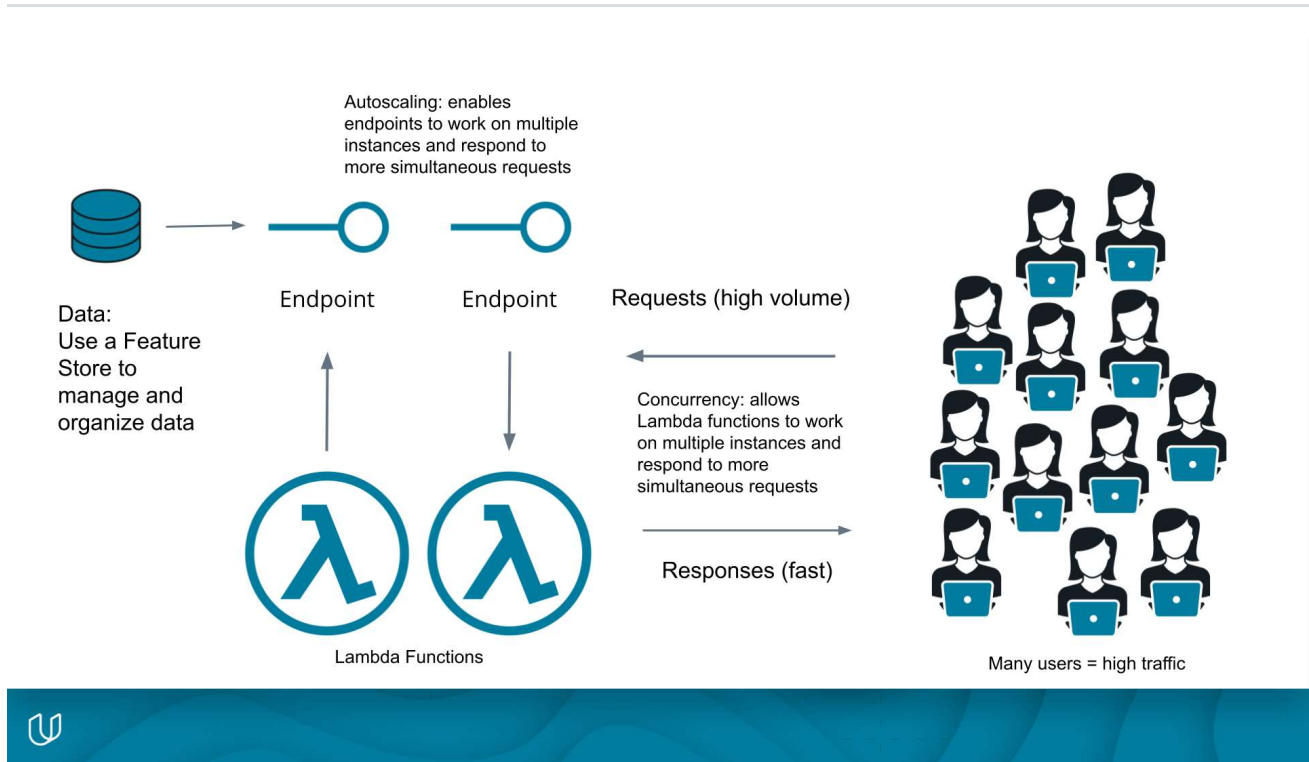 Autoscaling: enables
endpoints to work on multiple
instances and respond to
more simultaneous requests
Endpoint
Endpoint
Requests (high volume)
Data:
Use a Feature
Store to
manage and
organize data
Concurrency: allows
Lambda functions to work
on multiple instances and
respond to more
simultaneous requests
Responses (fast)
Lambda Functions
Many users = high traffic